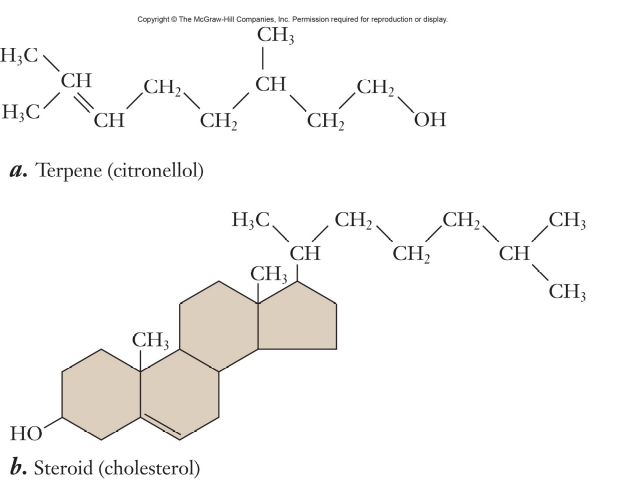 Copyright © The McGraw-Hill Companies, Inc. Permission required for reproduction or display.
CH₃
H₃C
CH CH₂ CH CH₂
H₃C CH CH₂ CH₂ OH
a. Terpene (citronellol)
H₃C CH₂ CH₂ CH₃
CH CH₂ CH
CH₃ CH₃
CH₃
HO
b. Steroid (cholesterol)